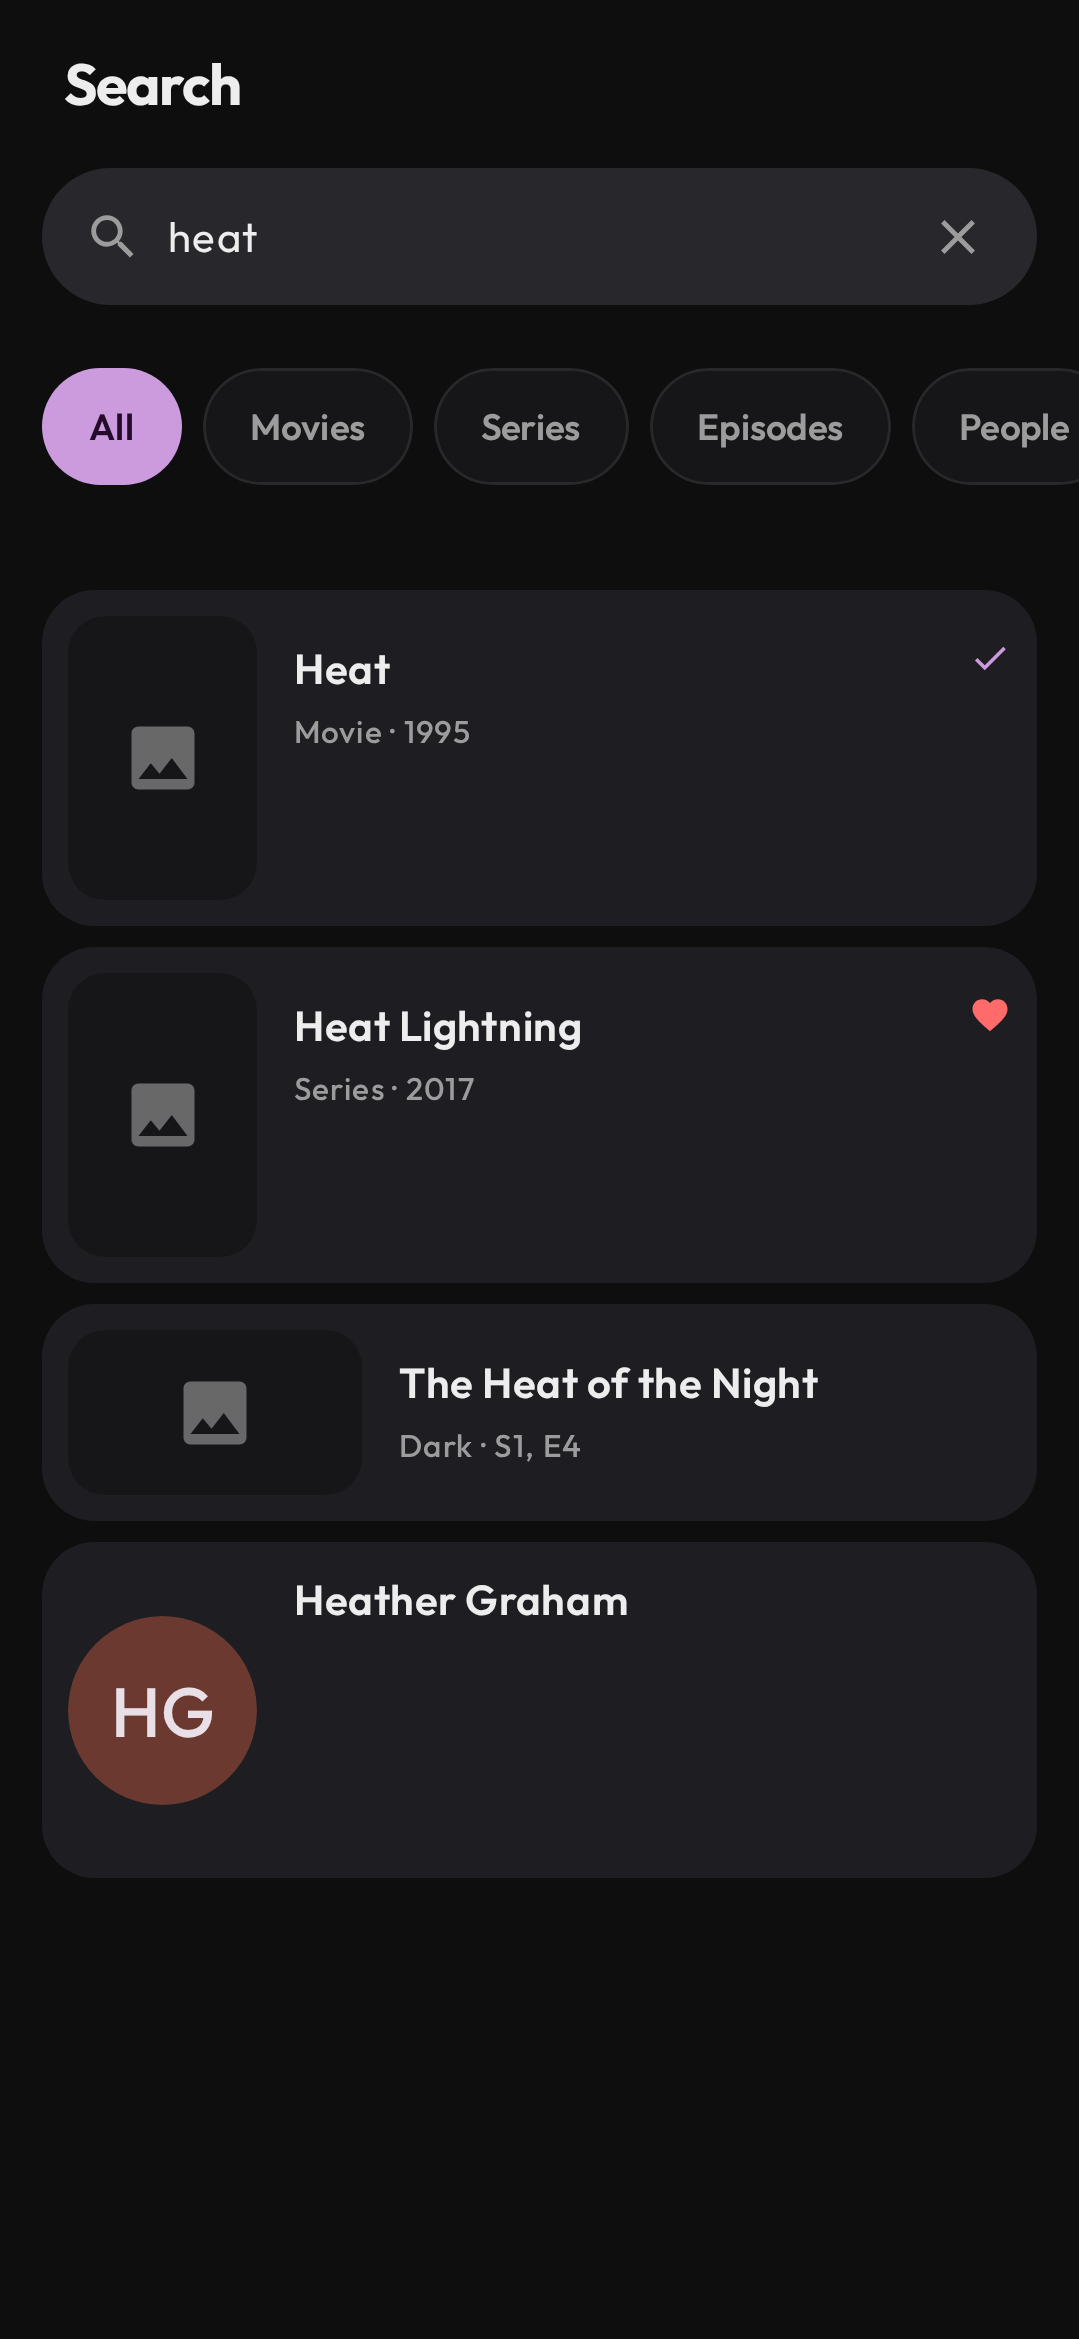 Search
heat
All
Movies
Series
Episodes
People
Heat
Movie · 1995
Heat Lightning
Series · 2017
The Heat of the Night
Dark · S1, E4
Heather Graham
HG